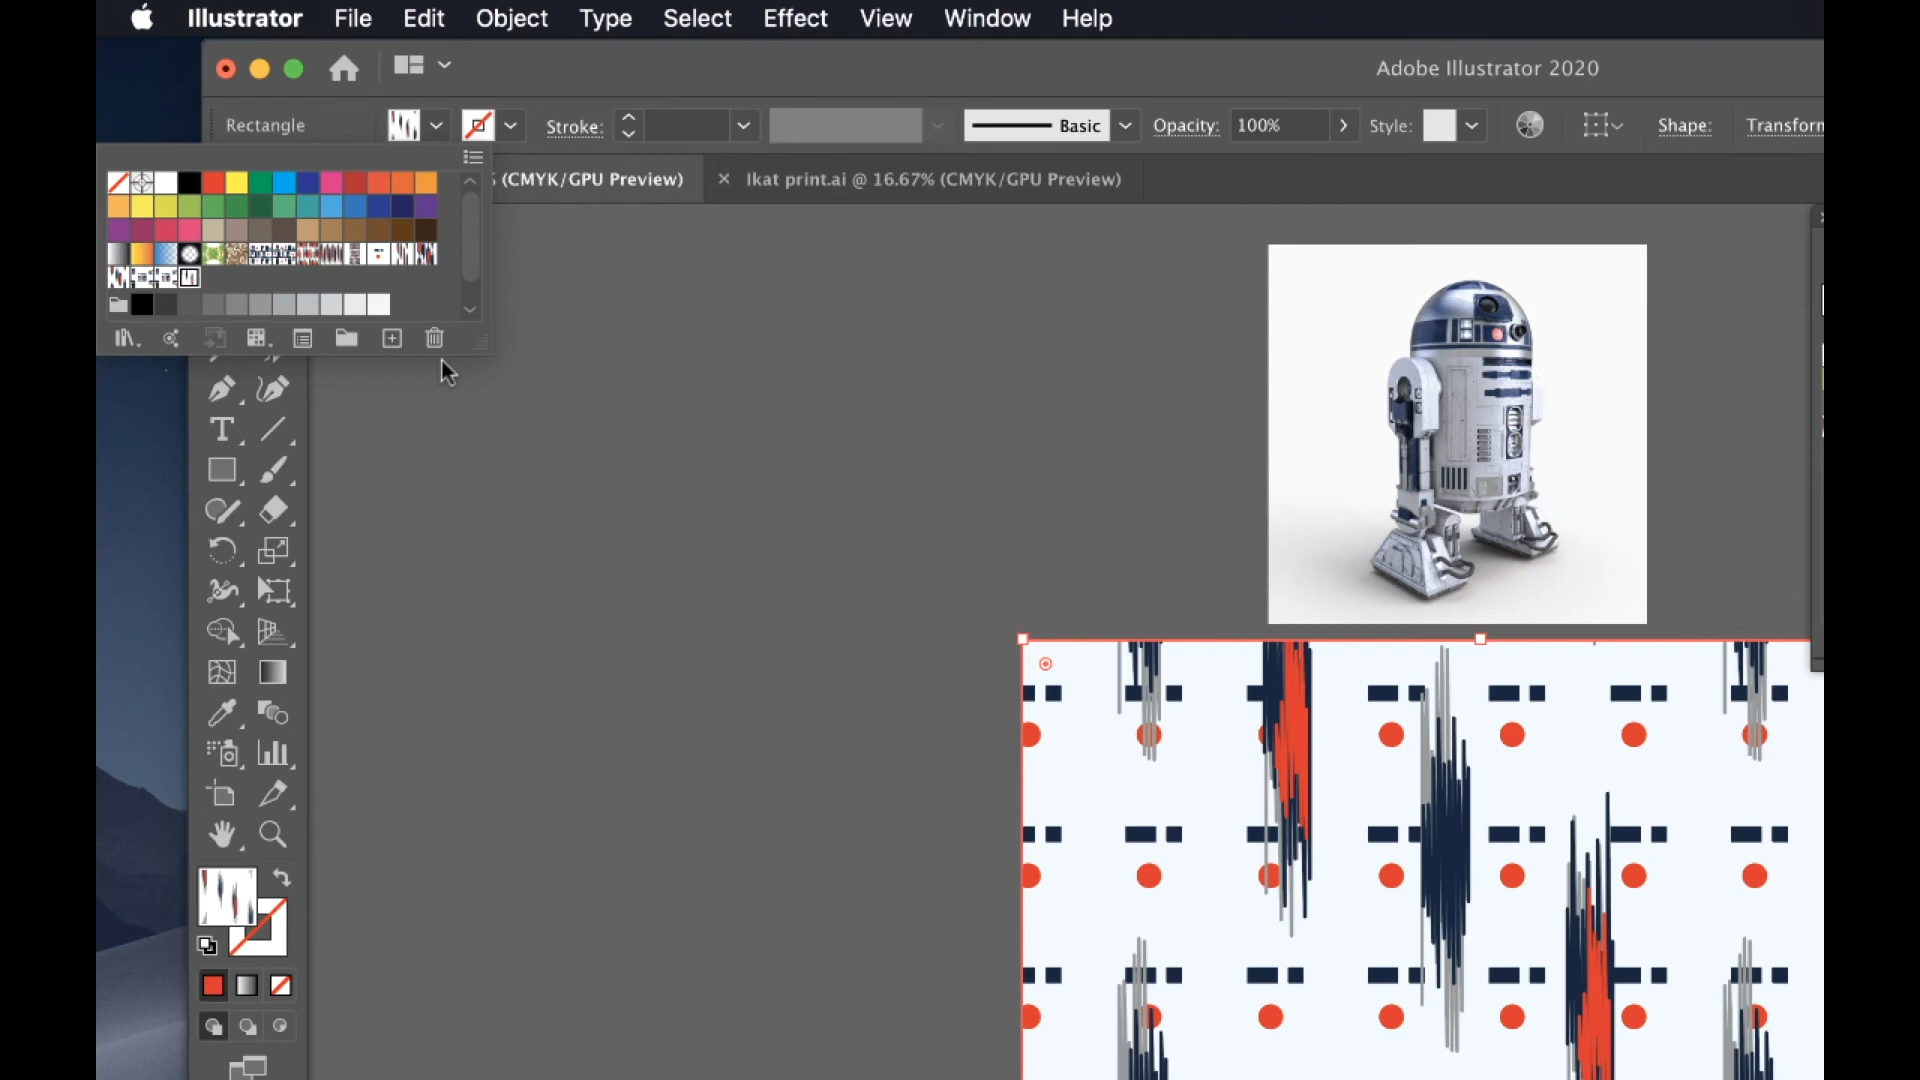 Illustrator File Edit Object Type Select Effect View Window Help
Adobe Illustrator 2020
Rectangle Stroke: Basic Opacity: 100% Style: Shape: Transform
(CMYK/GPU Preview) × Ikat print.ai @ 16.67% (CMYK/GPU Preview)